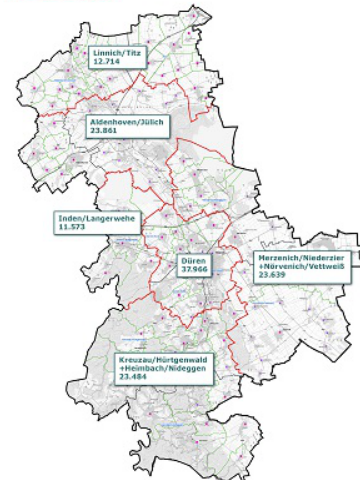 Linnich/Titz
12.714
Aldenhoven/Jülich
23.861
Inden/Langerwehe
11.573
Düren
37.966
Merzenich/Niederzier
+Nörvenich/Vettweiß
23.639
Kreuzau/Hürtgenwald
+Heimbach/Nideggen
23.484